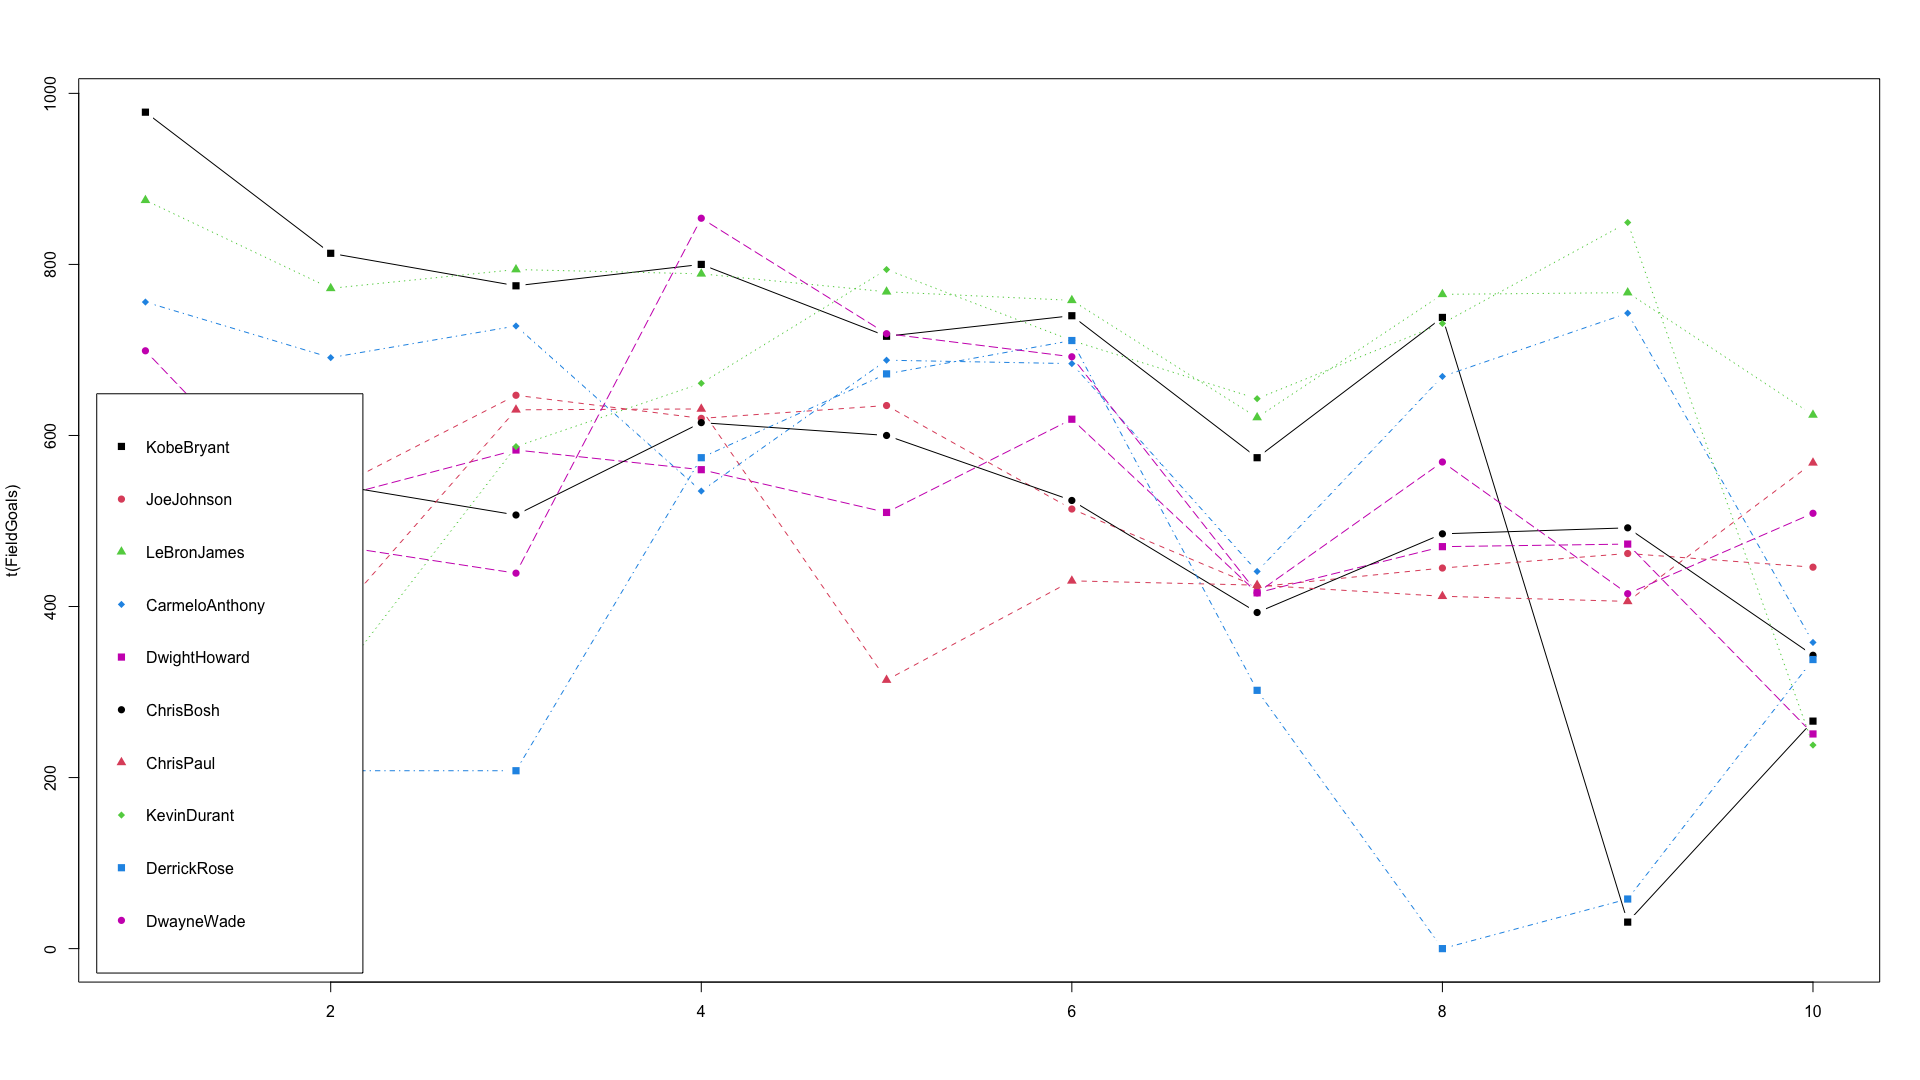 1000
800
600
400
200
0
t(FieldGoals)
KobeBryant
JoeJohnson
LeBronJames
CarmeloAnthony
DwightHoward
ChrisBosh
ChrisPaul
KevinDurant
DerrickRose
DwayneWade
2 4 6 8 10